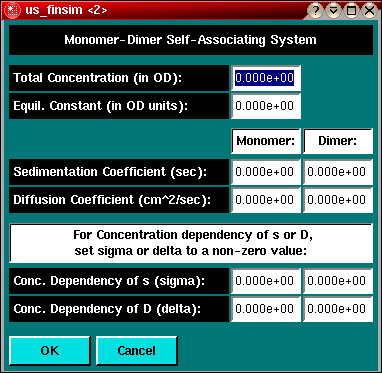 us_finsim <2>
Monomer-Dimer Self-Associating System
Total Concentration (in OD): 0.000e+00
Equil. Constant (in OD units): 0.000e+00
Monomer: Dimer:
Sedimentation Coefficient (sec): 0.000e+00 0.000e+00
Diffusion Coefficient (cm^2/sec): 0.000e+00 0.000e+00
For Concentration dependency of s or D,
set sigma or delta to a non-zero value:
Conc. Dependency of s (sigma): 0.000e+00 0.000e+00
Conc. Dependency of D (delta): 0.000e+00 0.000e+00
OK Cancel